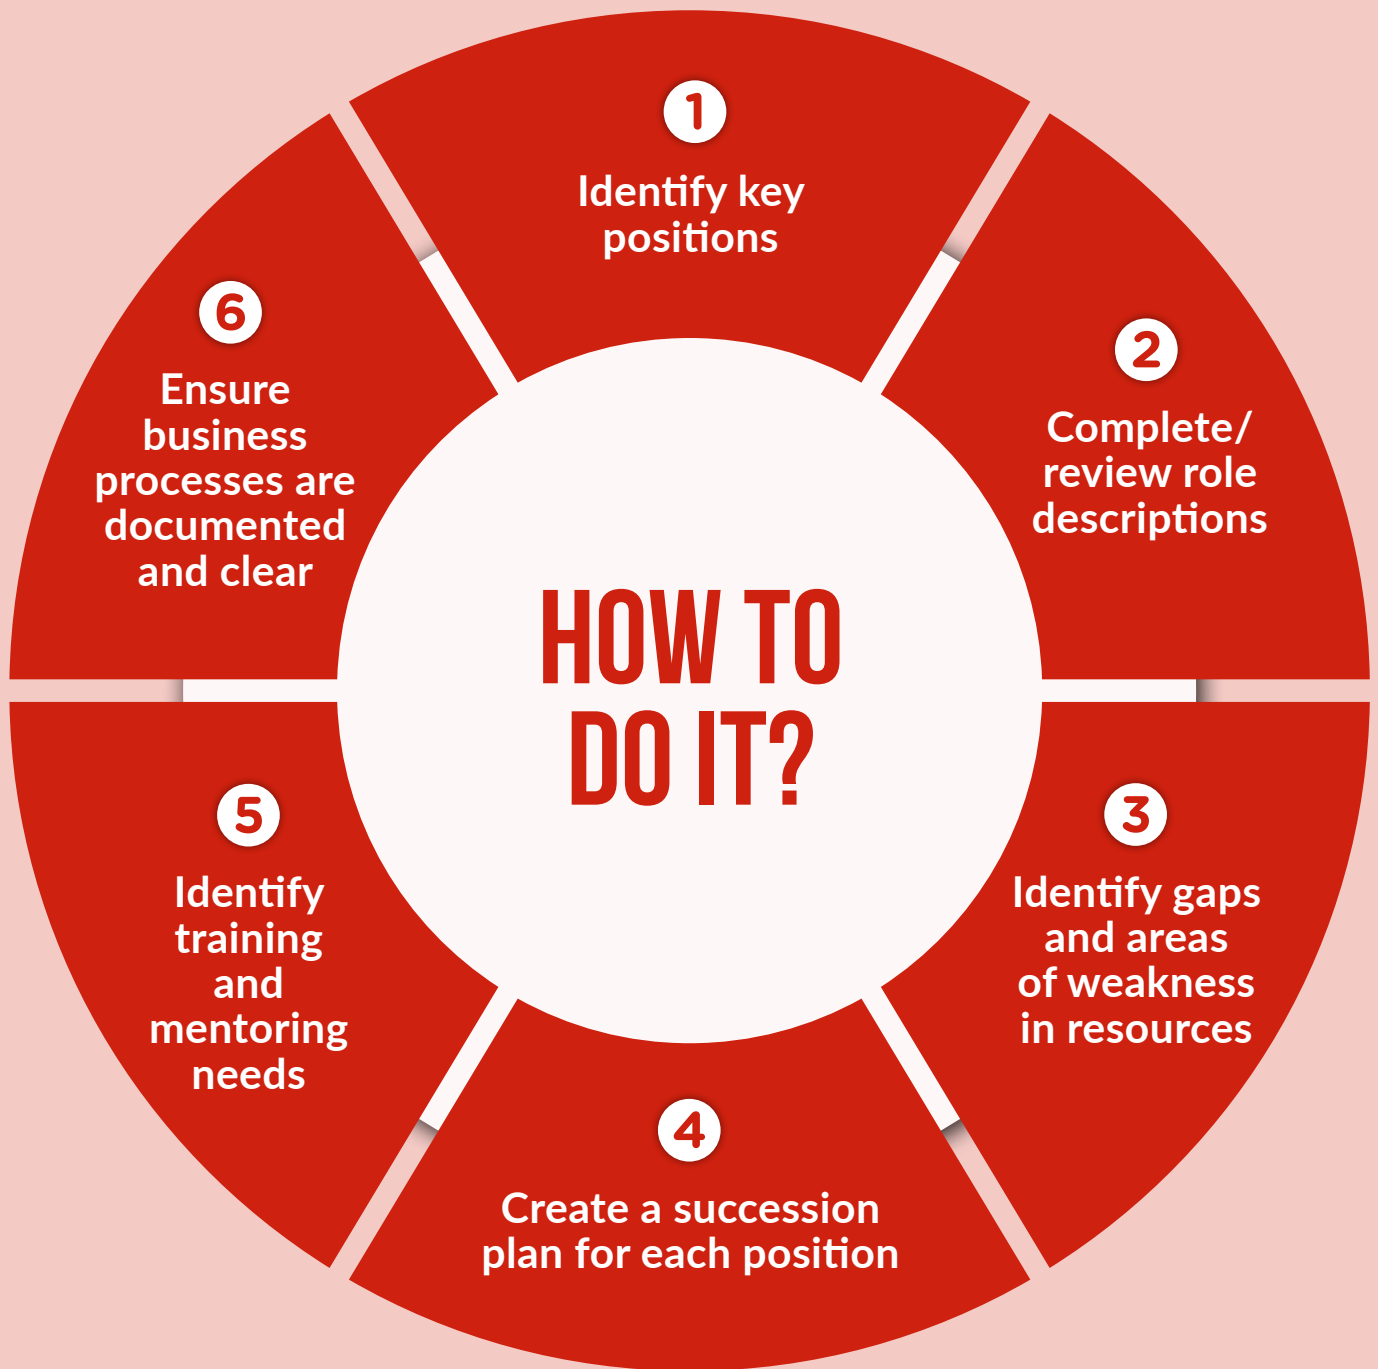 1
Identify key
positions
2
Complete/
review role
descriptions
3
Identify gaps
and areas
of weakness
in resources
4
Create a succession
plan for each position
5
Identify
training
and
mentoring
needs
6
Ensure
business
processes are
documented
and clear
HOW TO
DO IT?